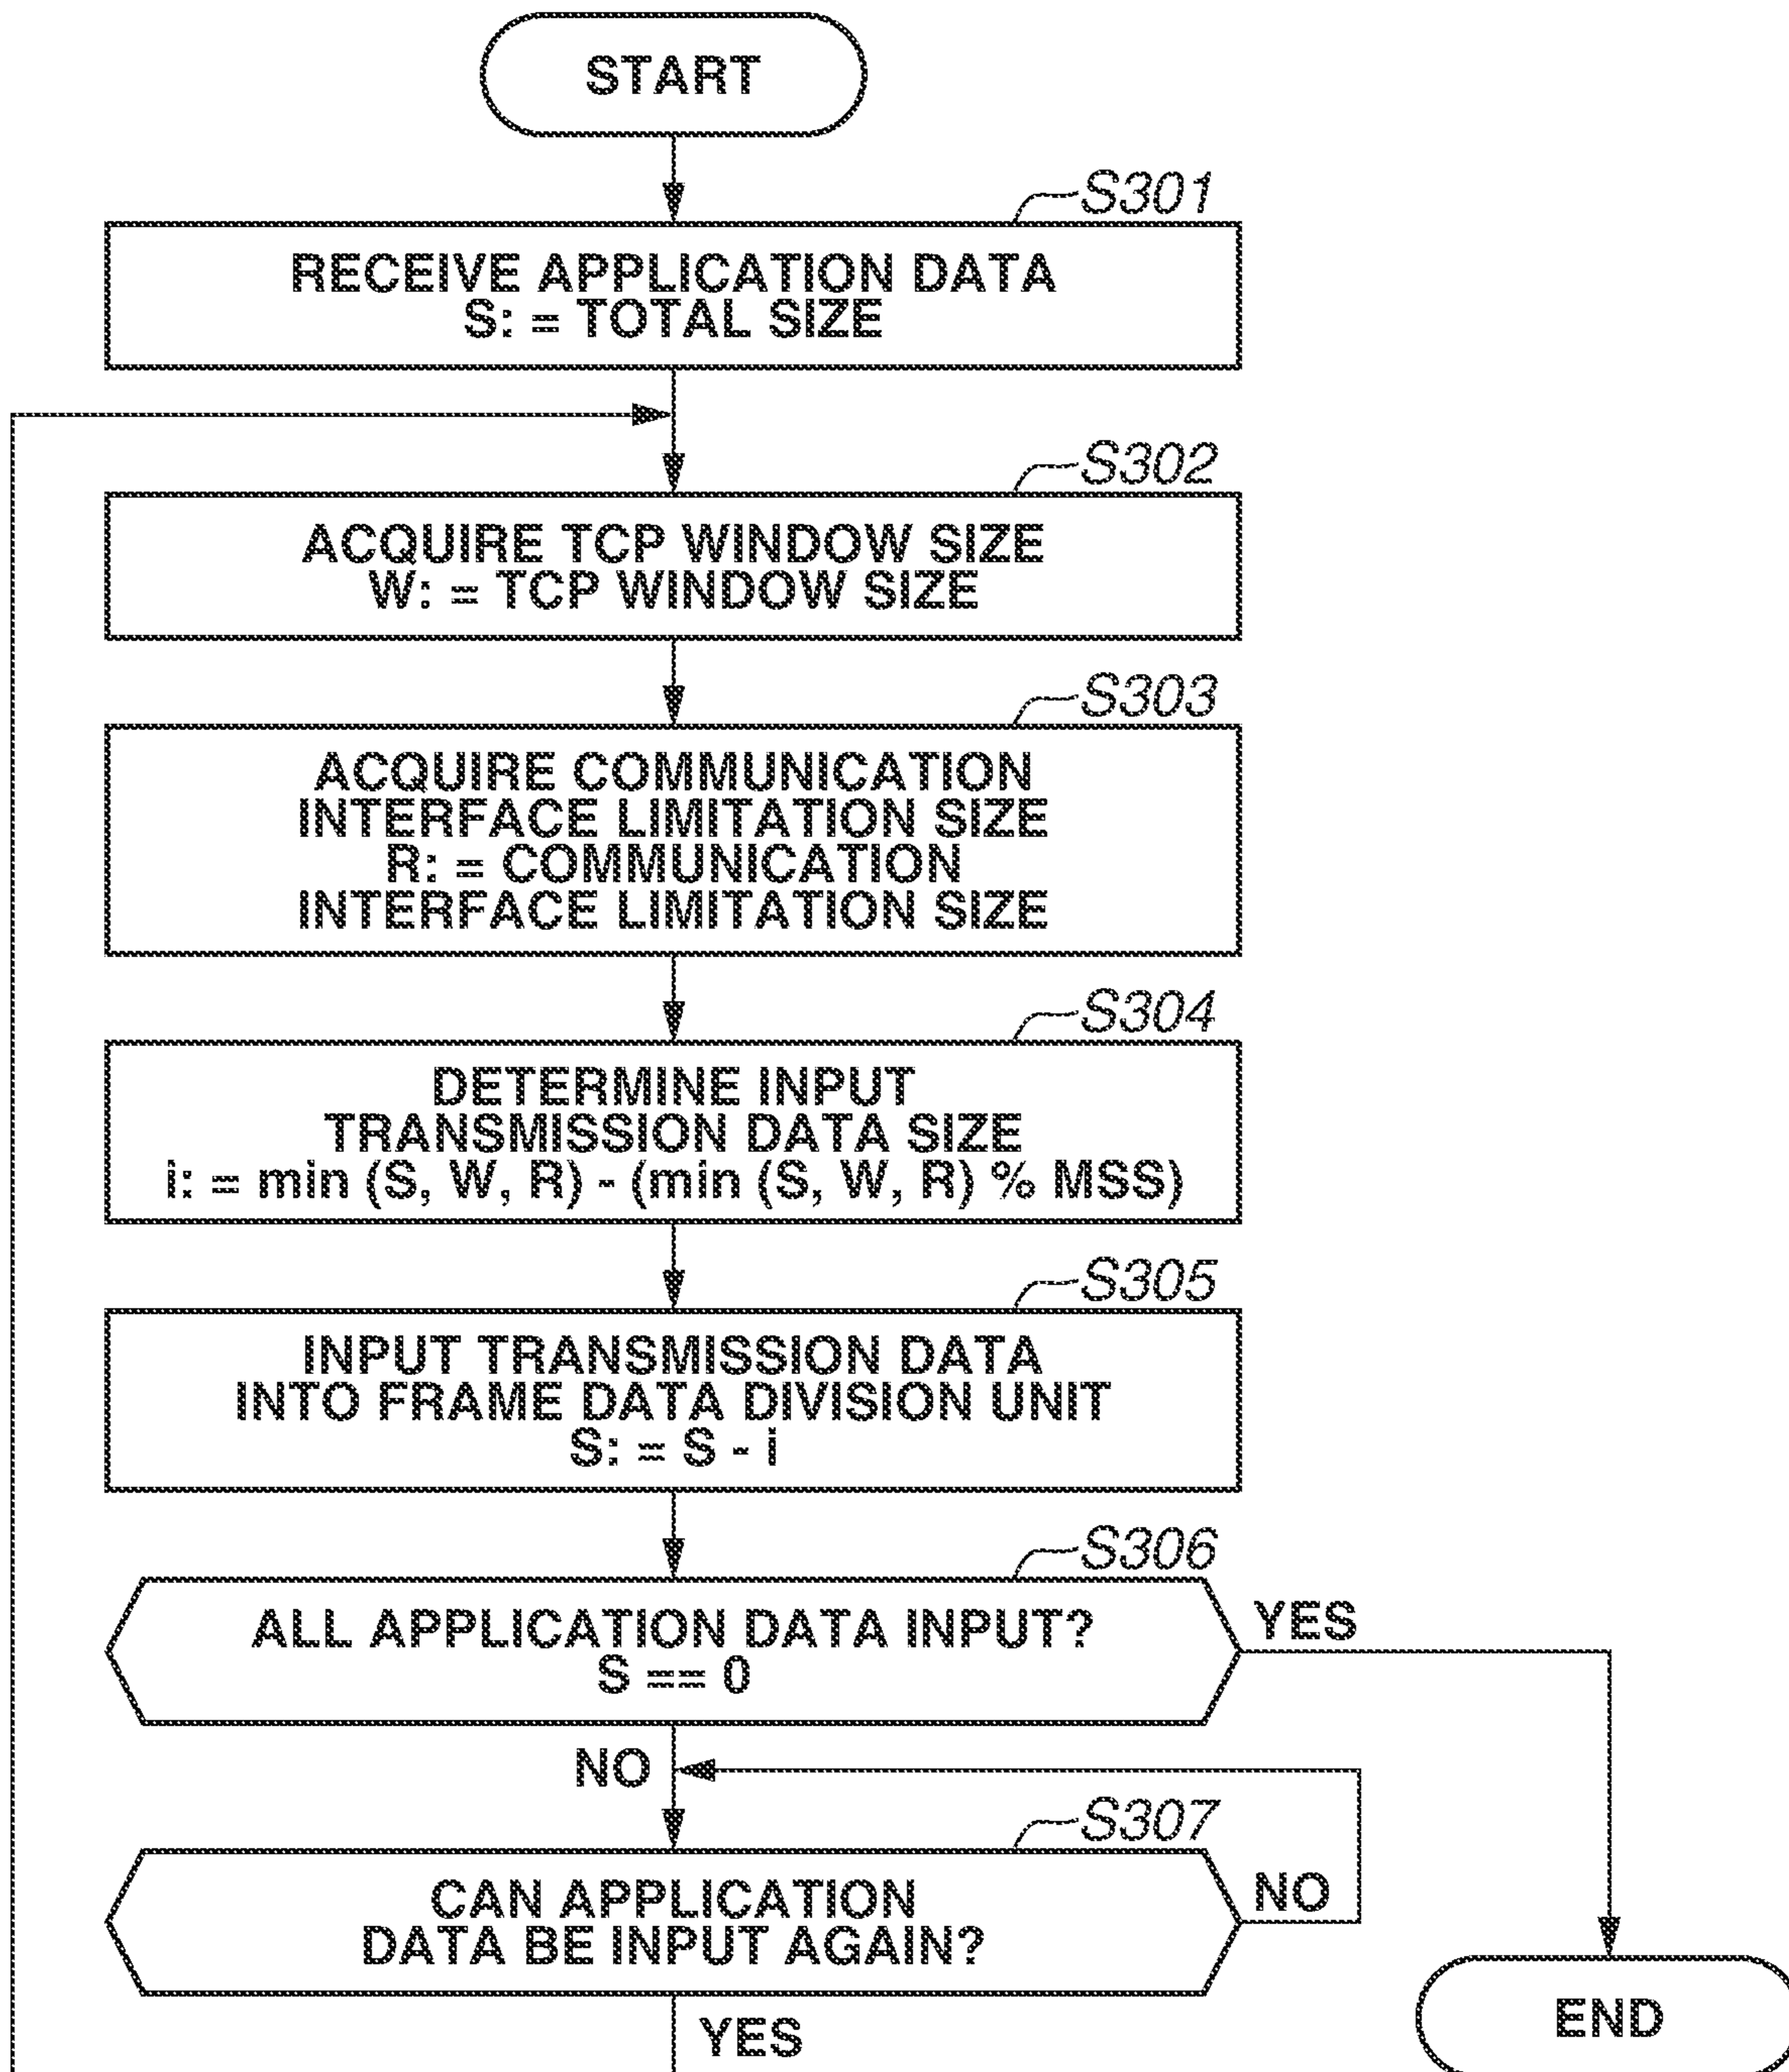 START
S301
RECEIVE APPLICATION DATA
S: = TOTAL SIZE
S302
ACQUIRE TCP WINDOW SIZE
W: = TCP WINDOW SIZE
S303
ACQUIRE COMMUNICATION
INTERFACE LIMITATION SIZE
R: = COMMUNICATION
INTERFACE LIMITATION SIZE
S304
DETERMINE INPUT
TRANSMISSION DATA SIZE
i: = min (S, W, R) - (min (S, W, R) % MSS)
S305
INPUT TRANSMISSION DATA
INTO FRAME DATA DIVISION UNIT
S: = S - i
S306
ALL APPLICATION DATA INPUT?
S == 0
YES
NO
S307
CAN APPLICATION
DATA BE INPUT AGAIN?
NO
YES
END